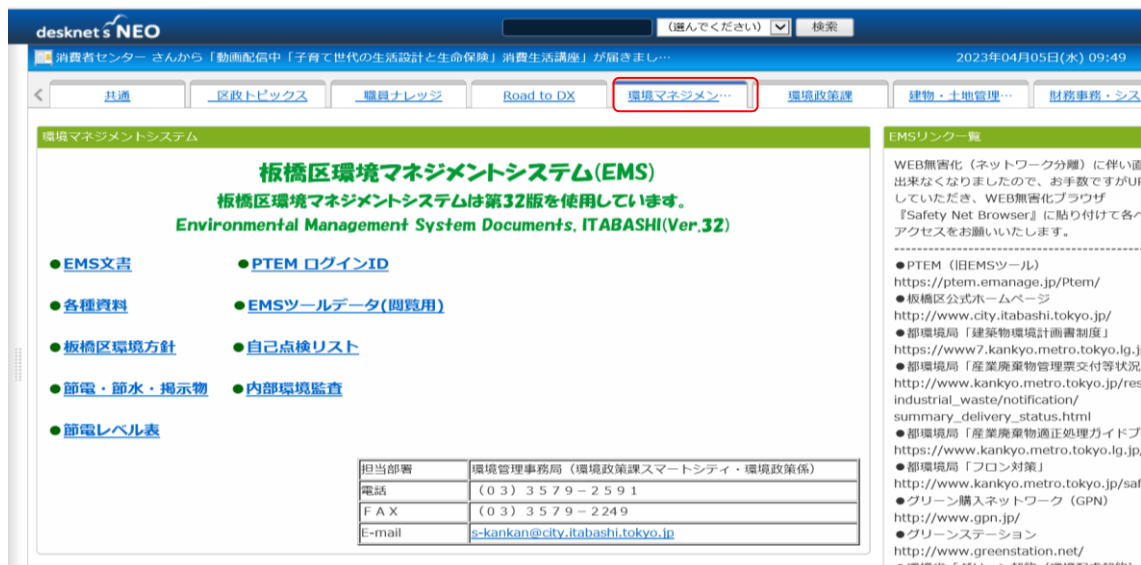 desknet's NEO
(選んでください) 検索
消費者センター さんから「動画配信中「子育て世代の生活設計と生命保険」消費生活講座」が届きまし… 2023年04月05日(水) 09:49
共通 区政トピックス 職員ナレッジ Road to DX 環境マネジメン… 環境政策課 建物・土地管理… 財務事務・シス
環境マネジメントシステム
板橋区環境マネジメントシステム(EMS)
板橋区環境マネジメントシステムは第32版を使用しています。
Environmental Management System Documents, ITABASHI(Ver.32)
●EMS文書 ●PTEM ログインID
●各種資料 ●EMSツールデータ(閲覧用)
●板橋区環境方針 ●自己点検リスト
●節電・節水・掲示物 ●内部環境監査
●節電レベル表
担当部署 環境管理事務局（環境政策課スマートシティ・環境政策係）
電話 （０３）３５７９－２５９１
ＦＡＸ （０３）３５７９－２２４９
E-mail s-kankan@city.itabashi.tokyo.jp
EMSリンク一覧
WEB無害化（ネットワーク分離）に伴い直
出来なくなりましたので、お手数ですがUR
していただき、WEB無害化ブラウザ
『Safety Net Browser』に貼り付けて各ペ
アクセスをお願いいたします。
●PTEM（旧EMSツール）
https://ptem.emanage.jp/Ptem/
●板橋区公式ホームページ
http://www.city.itabashi.tokyo.jp/
●都環境局「建築物環境計画書制度」
https://www7.kankyo.metro.tokyo.lg.j
●都環境局「産業廃棄物管理票交付等状況
http://www.kankyo.metro.tokyo.jp/res
industrial_waste/notification/
summary_delivery_status.html
●都環境局「産業廃棄物適正処理ガイドブ
https://www.kankyo.metro.tokyo.lg.jp/
●都環境局「フロン対策」
http://www.kankyo.metro.tokyo.jp/saf
●グリーン購入ネットワーク（GPN）
http://www.gpn.jp/
●グリーンステーション
http://www.greenstation.net/